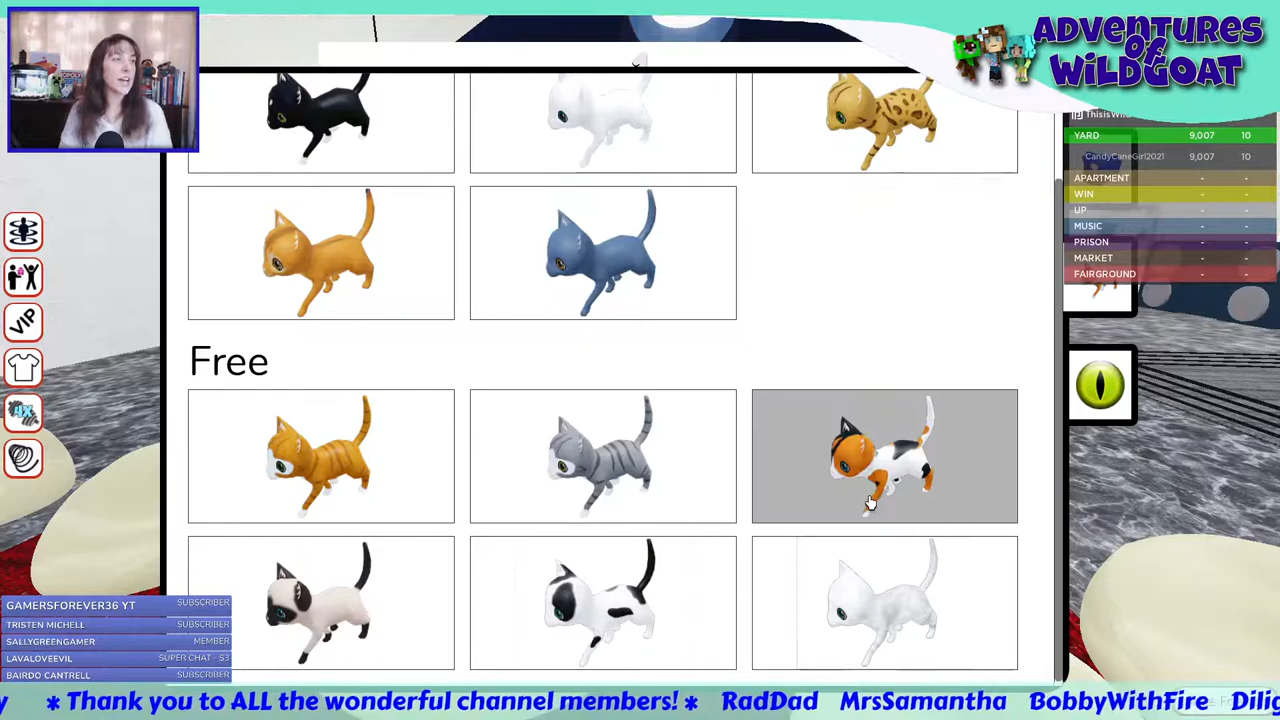 ADVENTURES
OF
WILDGOAT
YARD 9,007 10
CandyCaneGirl2021 9,007 10
APARTMENT - -
WIN - -
UP - -
MUSIC - -
PRISON - -
MARKET - -
FAIRGROUND - -
VIP
4X
Free
GAMERSFOREVER36 YT SUBSCRIBER
TRISTEN MICHELL SUBSCRIBER
SALLYGREENGAMER MEMBER
LAVALOVEEVIL SUPER CHAT - $3
BAIRDO CANTRELL SUBSCRIBER
y * Thank you to ALL the wonderful channel members! * RadDad MrsSamantha BobbyWithFire Dilig